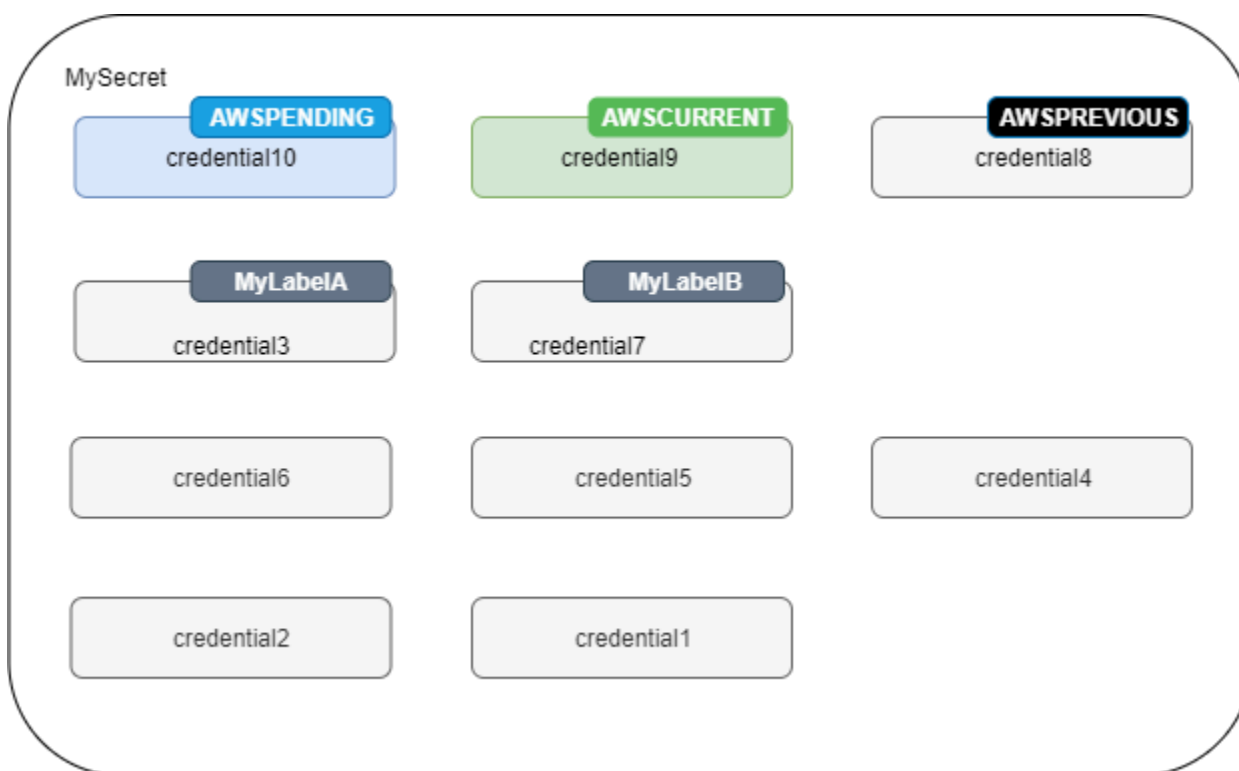 MySecret
AWSPENDING
credential10
AWSCURRENT
credential9
AWSPREVIOUS
credential8
MyLabelA
credential3
MyLabelB
credential7
credential6
credential5
credential4
credential2
credential1